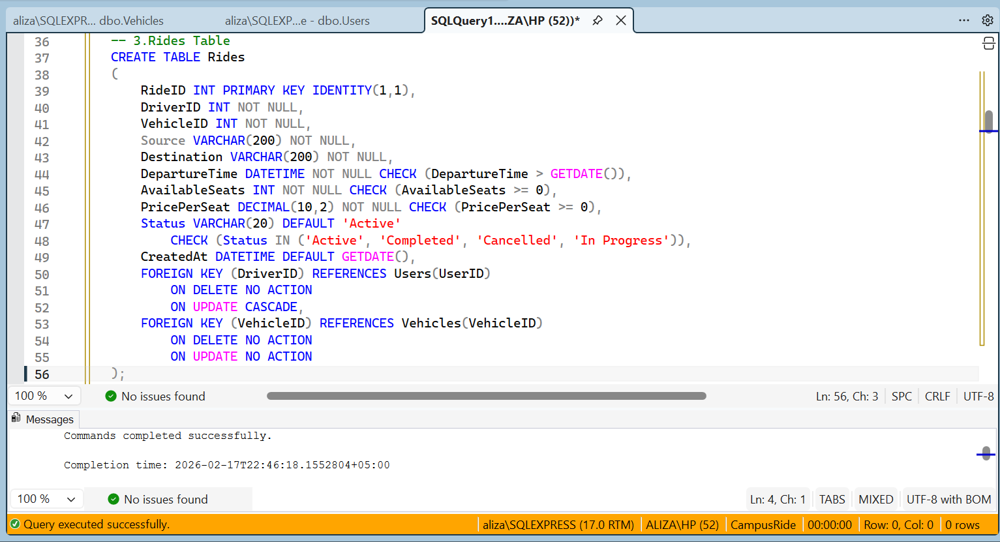 aliza\SQLEXPR... dbo.Vehicles aliza\SQLEXP...e - dbo.Users SQLQuery1....ZA\HP (52))*
36 -- 3.Rides Table
37 CREATE TABLE Rides
38 (
39 RideID INT PRIMARY KEY IDENTITY(1,1),
40 DriverID INT NOT NULL,
41 VehicleID INT NOT NULL,
42 Source VARCHAR(200) NOT NULL,
43 Destination VARCHAR(200) NOT NULL,
44 DepartureTime DATETIME NOT NULL CHECK (DepartureTime > GETDATE()),
45 AvailableSeats INT NOT NULL CHECK (AvailableSeats >= 0),
46 PricePerSeat DECIMAL(10,2) NOT NULL CHECK (PricePerSeat >= 0),
47 Status VARCHAR(20) DEFAULT 'Active'
48 CHECK (Status IN ('Active', 'Completed', 'Cancelled', 'In Progress')),
49 CreatedAt DATETIME DEFAULT GETDATE(),
50 FOREIGN KEY (DriverID) REFERENCES Users(UserID)
51 ON DELETE NO ACTION
52 ON UPDATE CASCADE,
53 FOREIGN KEY (VehicleID) REFERENCES Vehicles(VehicleID)
54 ON DELETE NO ACTION
55 ON UPDATE NO ACTION
56 );
100 % No issues found Ln: 56, Ch: 3 SPC CRLF UTF-8
Messages
Commands completed successfully.
Completion time: 2026-02-17T22:46:18.1552804+05:00
100 % No issues found Ln: 4, Ch: 1 TABS MIXED UTF-8 with BOM
Query executed successfully. aliza\SQLEXPRESS (17.0 RTM) ALIZA\HP (52) CampusRide 00:00:00 Row: 0, Col: 0 0 rows